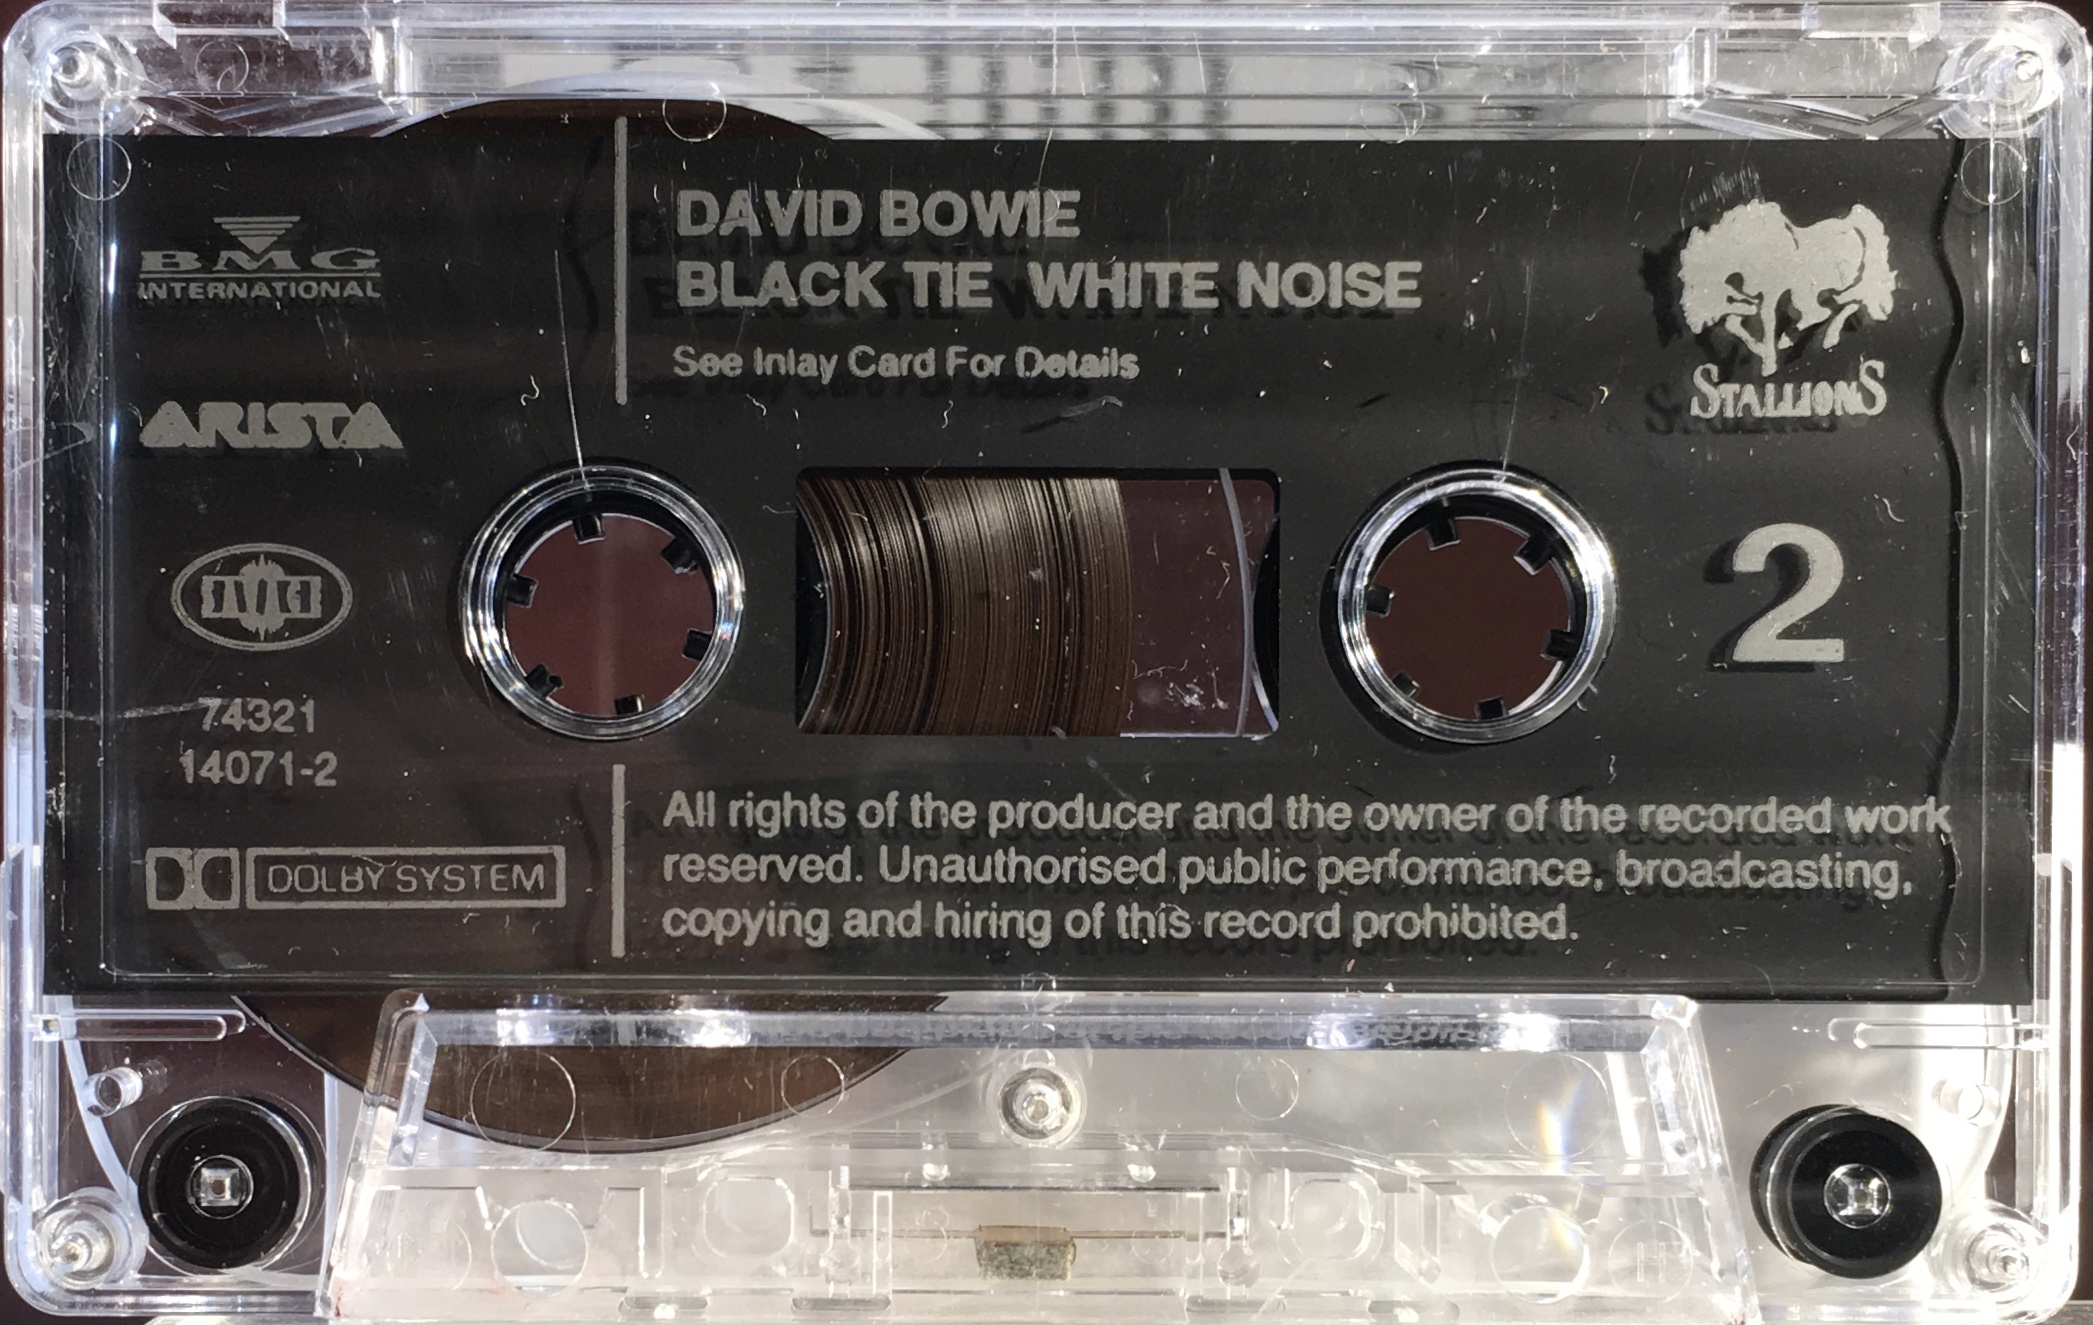 BMG
INTERNATIONAL
ARISTA
74321
14071-2
DOLBY SYSTEM
DAVID BOWIE
BLACK TIE WHITE NOISE
See Inlay Card For Details
STALLIONS
2
All rights of the producer and the owner of the recorded work
reserved. Unauthorised public performance, broadcasting,
copying and hiring of this record prohibited.